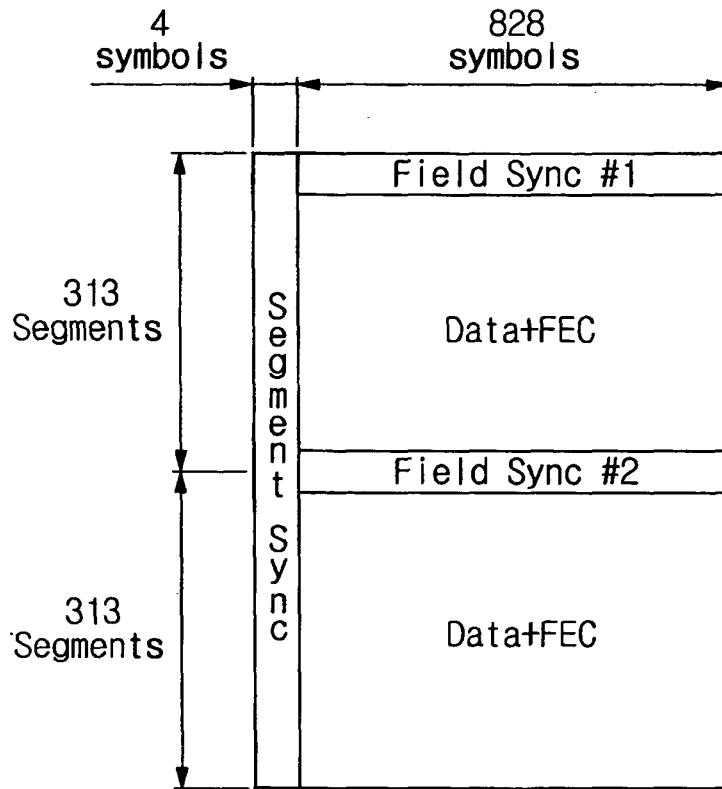 4
symbols
828
symbols
Field Sync #1
313
Segments
Data+FEC
Segment Sync
Field Sync #2
313
Segments
Data+FEC